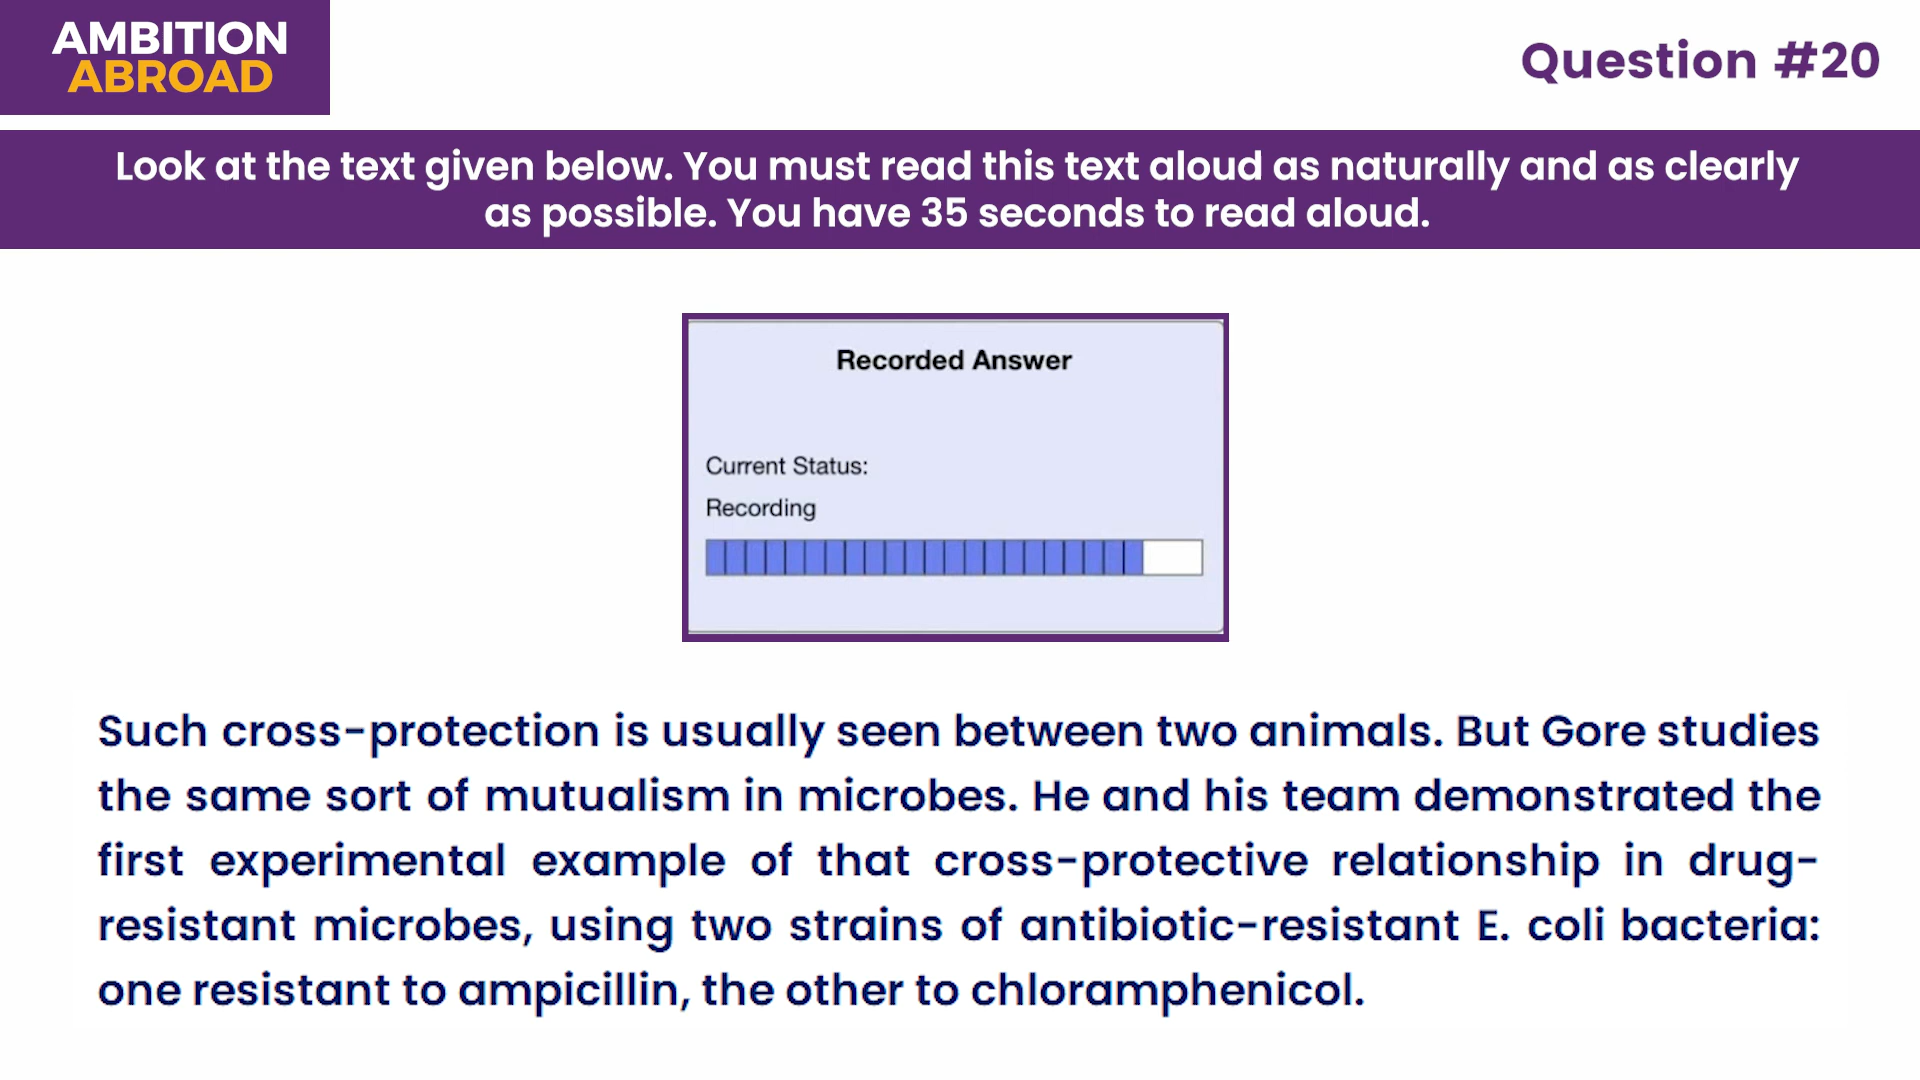 AMBITION
ABROAD
Question #20
Look at the text given below. You must read this text aloud as naturally and as clearly
as possible. You have 35 seconds to read aloud.
Recorded Answer
Current Status:
Recording
Such cross-protection is usually seen between two animals. But Gore studies
the same sort of mutualism in microbes. He and his team demonstrated the
first experimental example of that cross-protective relationship in drug-
resistant microbes, using two strains of antibiotic-resistant E. coli bacteria:
one resistant to ampicillin, the other to chloramphenicol.